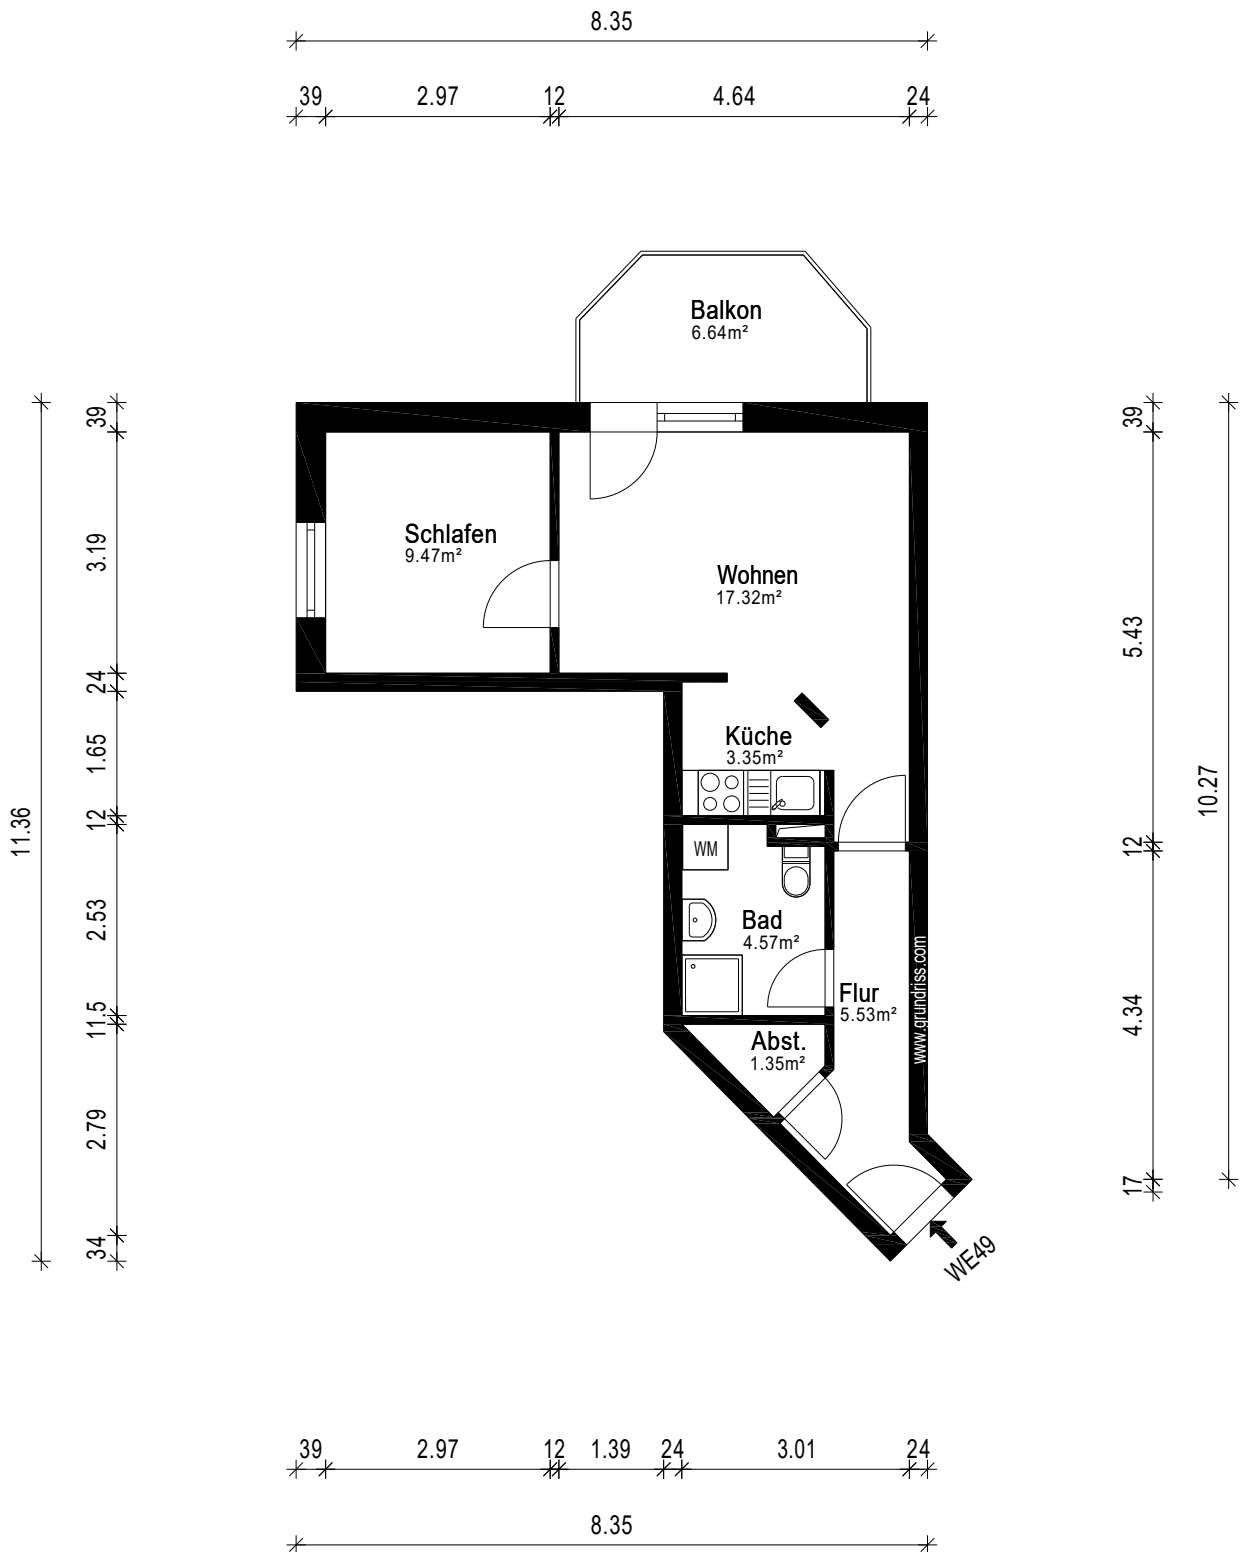 8.35
39 2.97 12 4.64 24
Balkon
6.64m²
Schlafen
9.47m²
Wohnen
17.32m²
Küche
3.35m²
WM
Bad
4.57m²
Flur
5.53m²
Abst.
1.35m²
www.grundriss.com
WE49
11.36
39
3.19
24
1.65
12
2.53
11.5
2.79
34
39
5.43
12
4.34
17
10.27
39 2.97 12 1.39 24 3.01 24
8.35